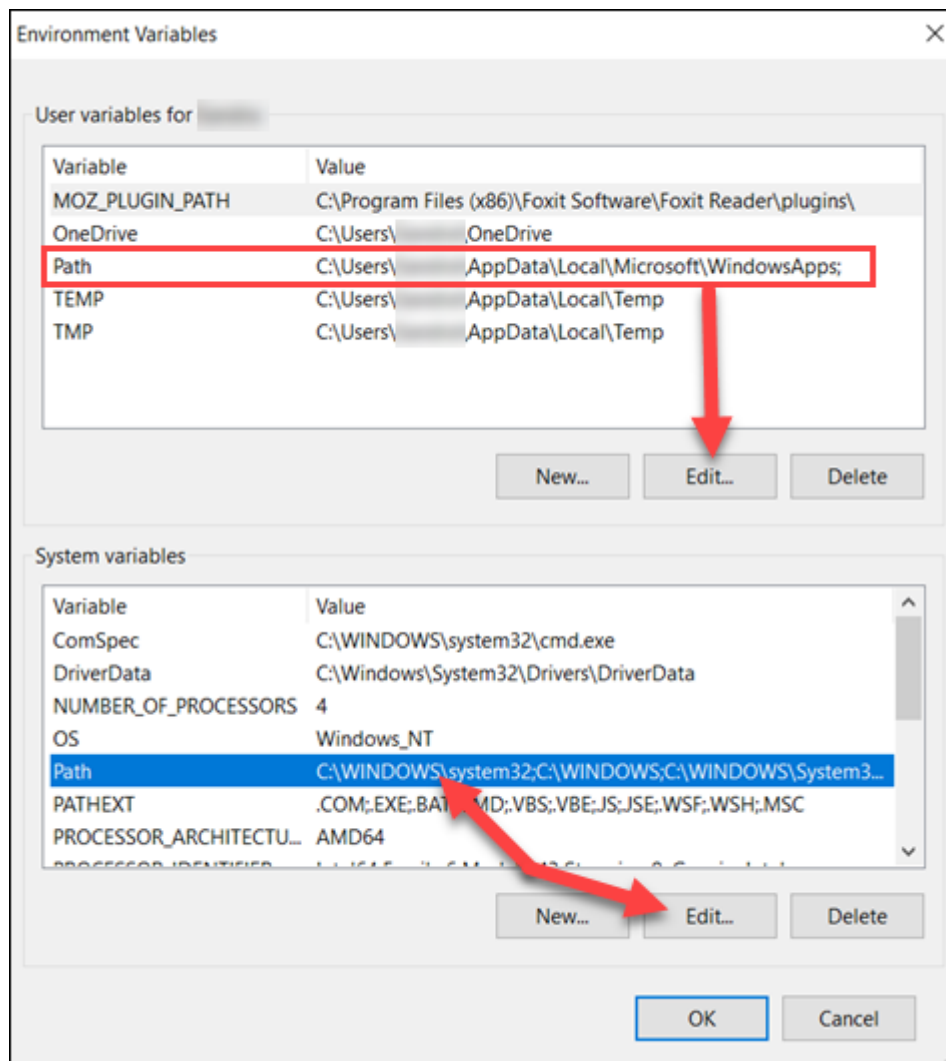 Environment Variables
User variables for
Variable Value
MOZ_PLUGIN_PATH C:\Program Files (x86)\Foxit Software\Foxit Reader\plugins\
OneDrive C:\Users\ OneDrive
Path C:\Users\ AppData\Local\Microsoft\WindowsApps;
TEMP C:\Users\ AppData\Local\Temp
TMP C:\Users\ AppData\Local\Temp
New... Edit... Delete
System variables
Variable Value
ComSpec C:\WINDOWS\system32\cmd.exe
DriverData C:\Windows\System32\Drivers\DriverData
NUMBER_OF_PROCESSORS 4
OS Windows_NT
Path C:\WINDOWS\system32;C:\WINDOWS;C:\WINDOWS\System3...
PATHEXT .COM;.EXE;.BAT MD;.VBS;.VBE;.JS;.JSE;.WSF;.WSH;.MSC
PROCESSOR_ARCHITECTU... AMD64
New... Edit... Delete
OK Cancel